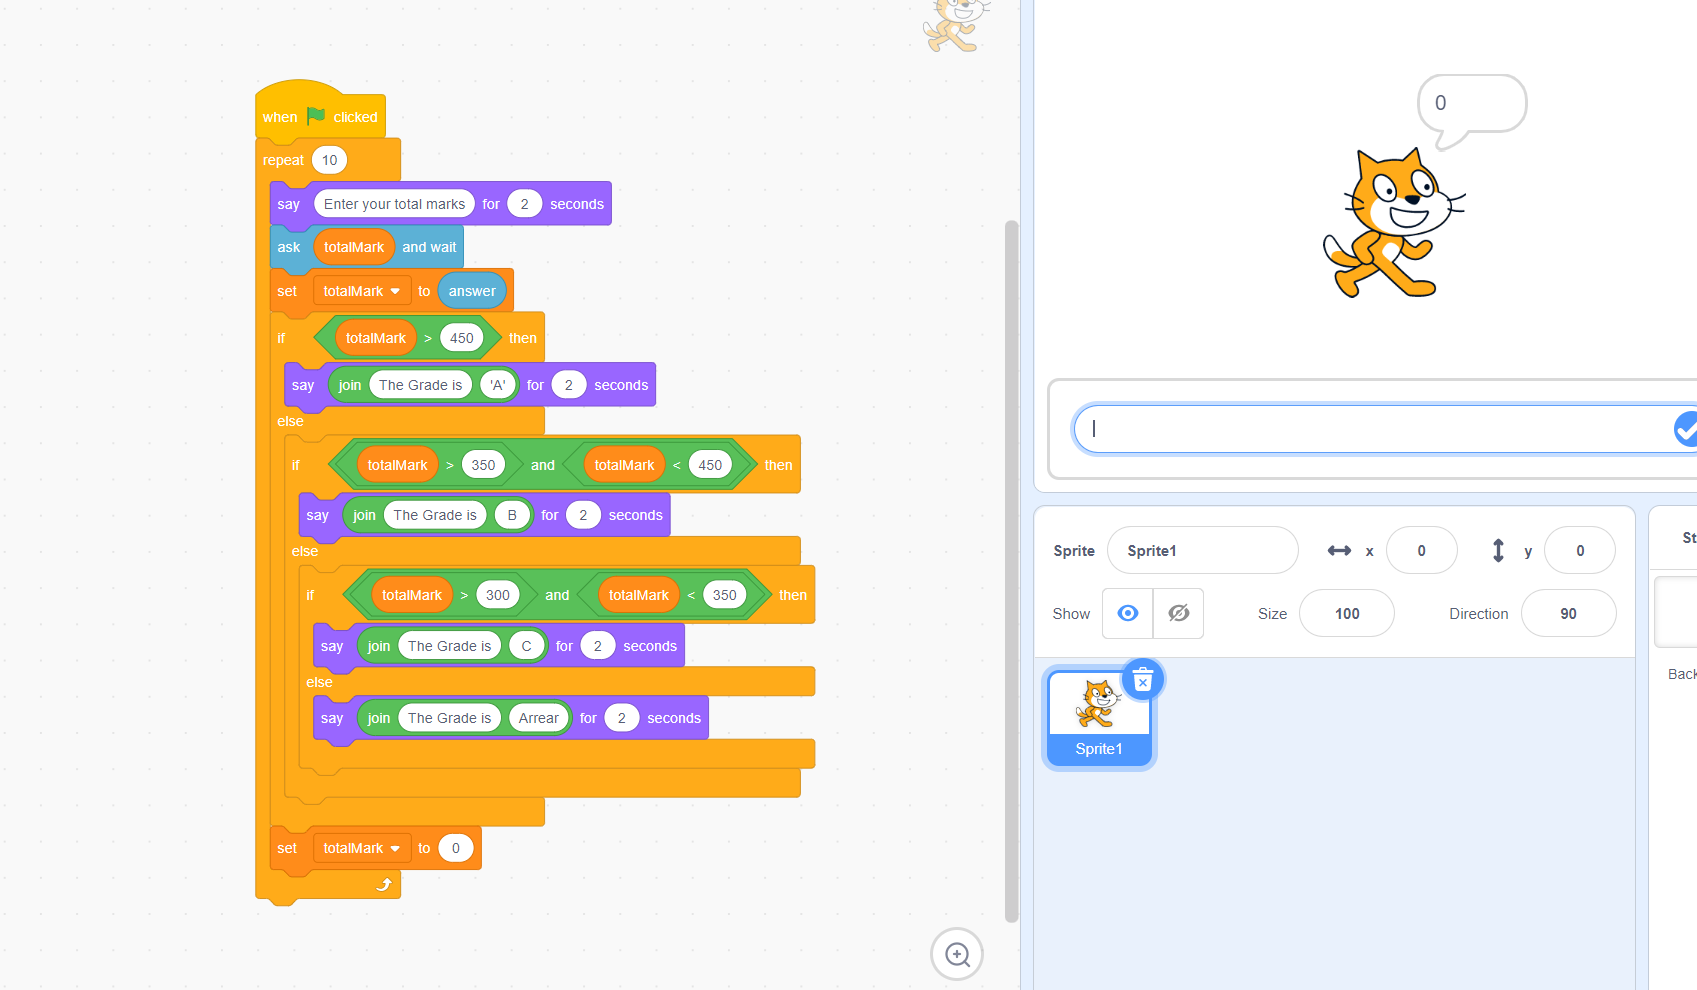 when clicked
repeat 10
say Enter your total marks for 2 seconds
ask totalMark and wait
set totalMark to answer
if totalMark > 450 then
say join The Grade is 'A' for 2 seconds
else
if totalMark > 350 and totalMark < 450 then
say join The Grade is B for 2 seconds
else
if totalMark > 300 and totalMark < 350 then
say join The Grade is C for 2 seconds
else
say join The Grade is Arrear for 2 seconds
set totalMark to 0
0
Sprite Sprite1 x 0 y 0
Show Size 100 Direction 90
Sprite1
St
Back